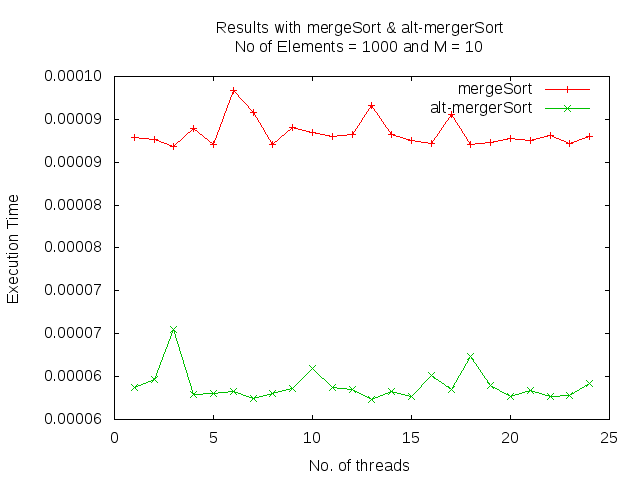 Results with mergeSort & alt-mergerSort
No of Elements = 1000 and M = 10
0.00010
0.00009
0.00009
0.00008
0.00008
0.00007
0.00007
0.00006
0.00006
Execution Time
mergeSort
alt-mergerSort
0 5 10 15 20 25
No. of threads